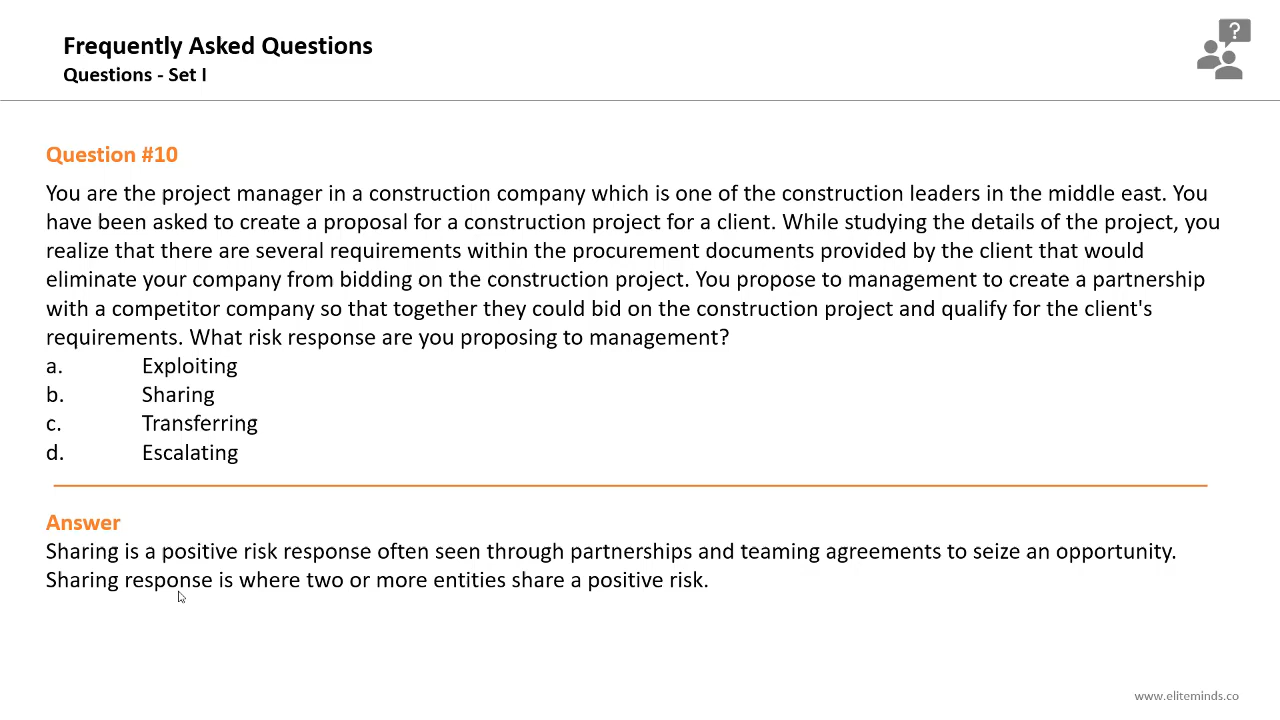 Frequently Asked Questions
Questions - Set I
?
Question #10
You are the project manager in a construction company which is one of the construction leaders in the middle east. You
have been asked to create a proposal for a construction project for a client. While studying the details of the project, you
realize that there are several requirements within the procurement documents provided by the client that would
eliminate your company from bidding on the construction project. You propose to management to create a partnership
with a competitor company so that together they could bid on the construction project and qualify for the client's
requirements. What risk response are you proposing to management?
a. Exploiting
b. Sharing
c. Transferring
d. Escalating
Answer
Sharing is a positive risk response often seen through partnerships and teaming agreements to seize an opportunity.
Sharing response is where two or more entities share a positive risk.
www.eliteminds.co